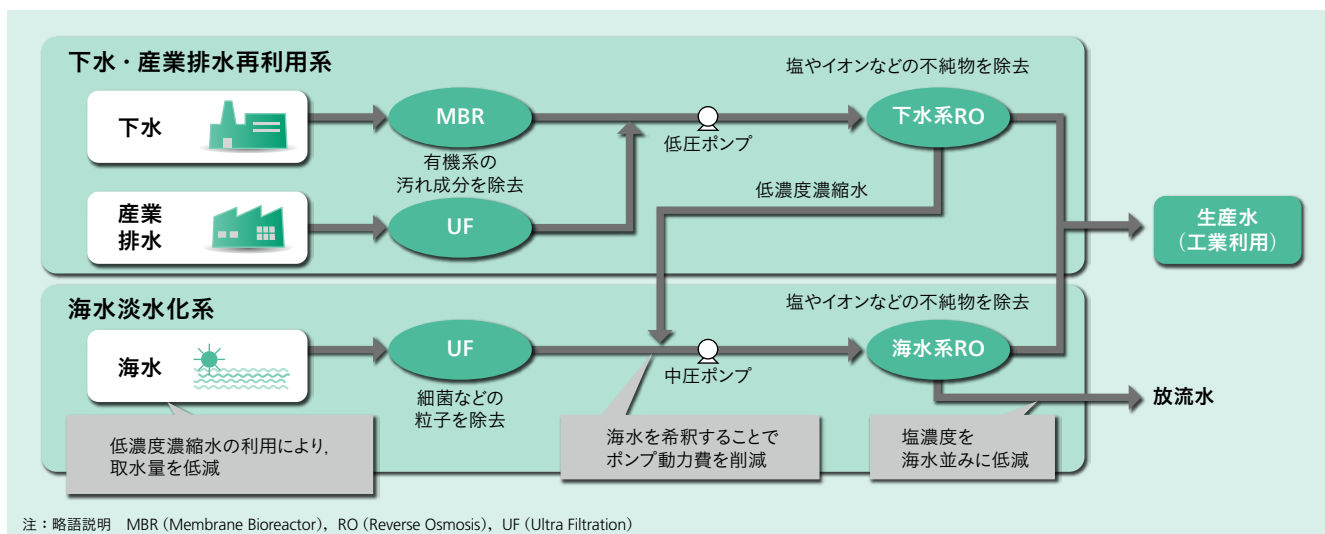 下水・産業排水再利用系
塩やイオンなどの不純物を除去
下水
MBR
下水系RO
低圧ポンプ
有機系の
汚れ成分を除去
低濃度濃縮水
産業
排水
UF
生産水
（工業利用）
海水淡水化系
塩やイオンなどの不純物を除去
海水
UF
海水系RO
中圧ポンプ
細菌などの
粒子を除去
放流水
低濃度濃縮水の利用により，
取水量を低減
海水を希釈することで
ポンプ動力費を削減
塩濃度を
海水並みに低減
注：略語説明　MBR（Membrane Bioreactor），RO（Reverse Osmosis），UF（Ultra Filtration）